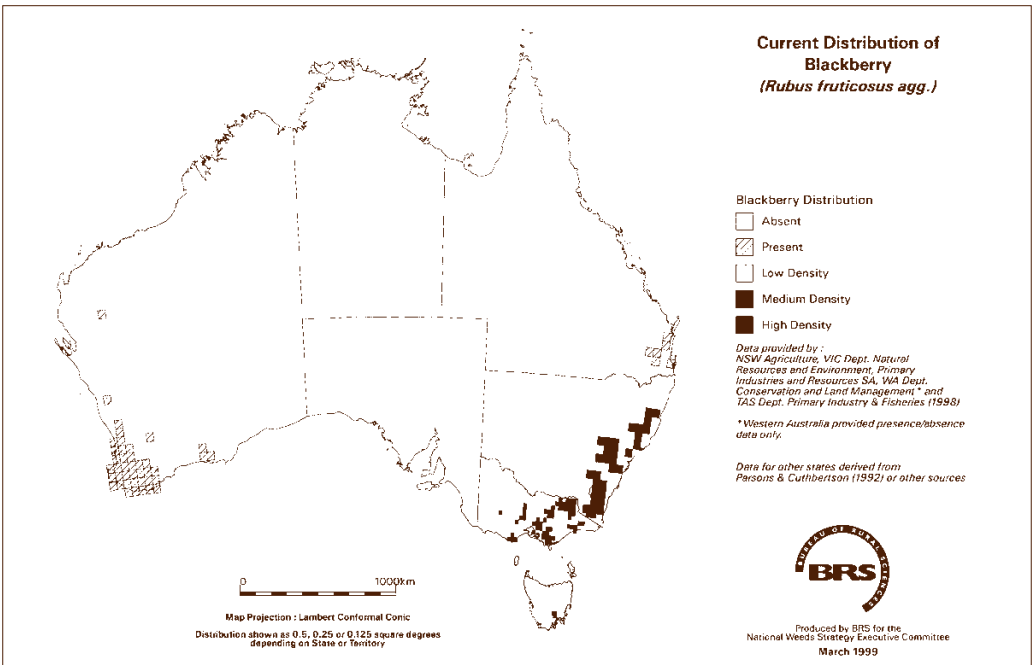 Current Distribution of
Blackberry
(Rubus fruticosus agg.)
Blackberry Distribution
Absent
Present
Low Density
Medium Density
High Density
Data provided by :
NSW Agriculture, VIC Dept. Natural
Resources and Environment, Primary
Industries and Resources SA, WA Dept.
Conservation and Land Management * and
TAS Dept. Primary Industry & Fisheries (1998)
*Western Australia provided presence/absence
data only.
Data for other states derived from
Parsons & Cuthbertson (1992) or other sources
0 1000km
Map Projection : Lambert Conformal Conic
Distribution shown as 0.5, 0.25 or 0.125 square degrees
depending on State or Territory
BUREAU OF RURAL SCIENCES
BRS
Produced by BRS for the
National Weeds Strategy Executive Committee
March 1999